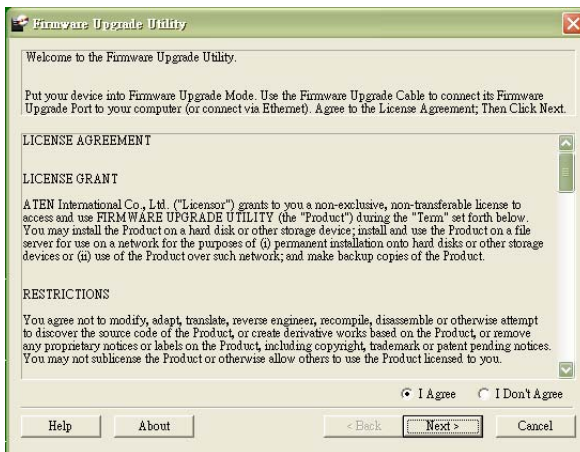 Firmware Upgrade Utility
Welcome to the Firmware Upgrade Utility.
Put your device into Firmware Upgrade Mode. Use the Firmware Upgrade Cable to connect its Firmware
Upgrade Port to your computer (or connect via Ethernet). Agree to the License Agreement; Then Click Next.
LICENSE AGREEMENT
LICENSE GRANT
ATEN International Co., Ltd. ("Licensor") grants to you a non-exclusive, non-transferable license to
access and use FIRMWARE UPGRADE UTILITY (the "Product") during the "Term" set forth below.
You may install the Product on a hard disk or other storage device; install and use the Product on a file
server for use on a network for the purposes of (i) permanent installation onto hard disks or other storage
devices or (ii) use of the Product over such network; and make backup copies of the Product.
RESTRICTIONS
You agree not to modify, adapt, translate, reverse engineer, recompile, disassemble or otherwise attempt
to discover the source code of the Product, or create derivative works based on the Product, or remove
any proprietary notices or labels on the Product, including copyright, trademark or patent pending notices.
You may not sublicense the Product or otherwise allow others to use the Product licensed to you.
I Agree I Don't Agree
Help About < Back Next > Cancel